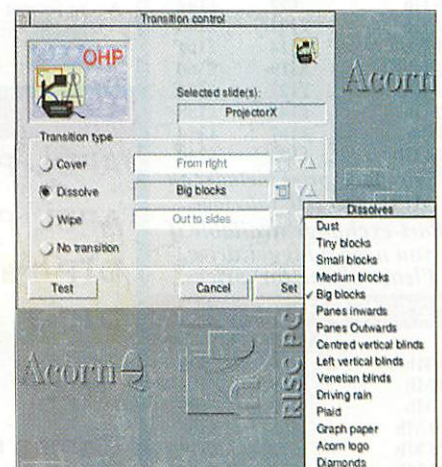 Transition control
OHP
Selected slide(s):
ProjectorX
Transition type
Cover From right
Dissolve Big blocks
Wipe Out to sides
No transition
Test Cancel Set
Dissolves
Dust
Tiny blocks
Small blocks
Medium blocks
Big blocks
Panes inwards
Panes Outwards
Centred vertical blinds
Left vertical blinds
Venetian blinds
Driving rain
Plaid
Graph paper
Acorn logo
Diamonds
Acorn
Acorn
RISC PC